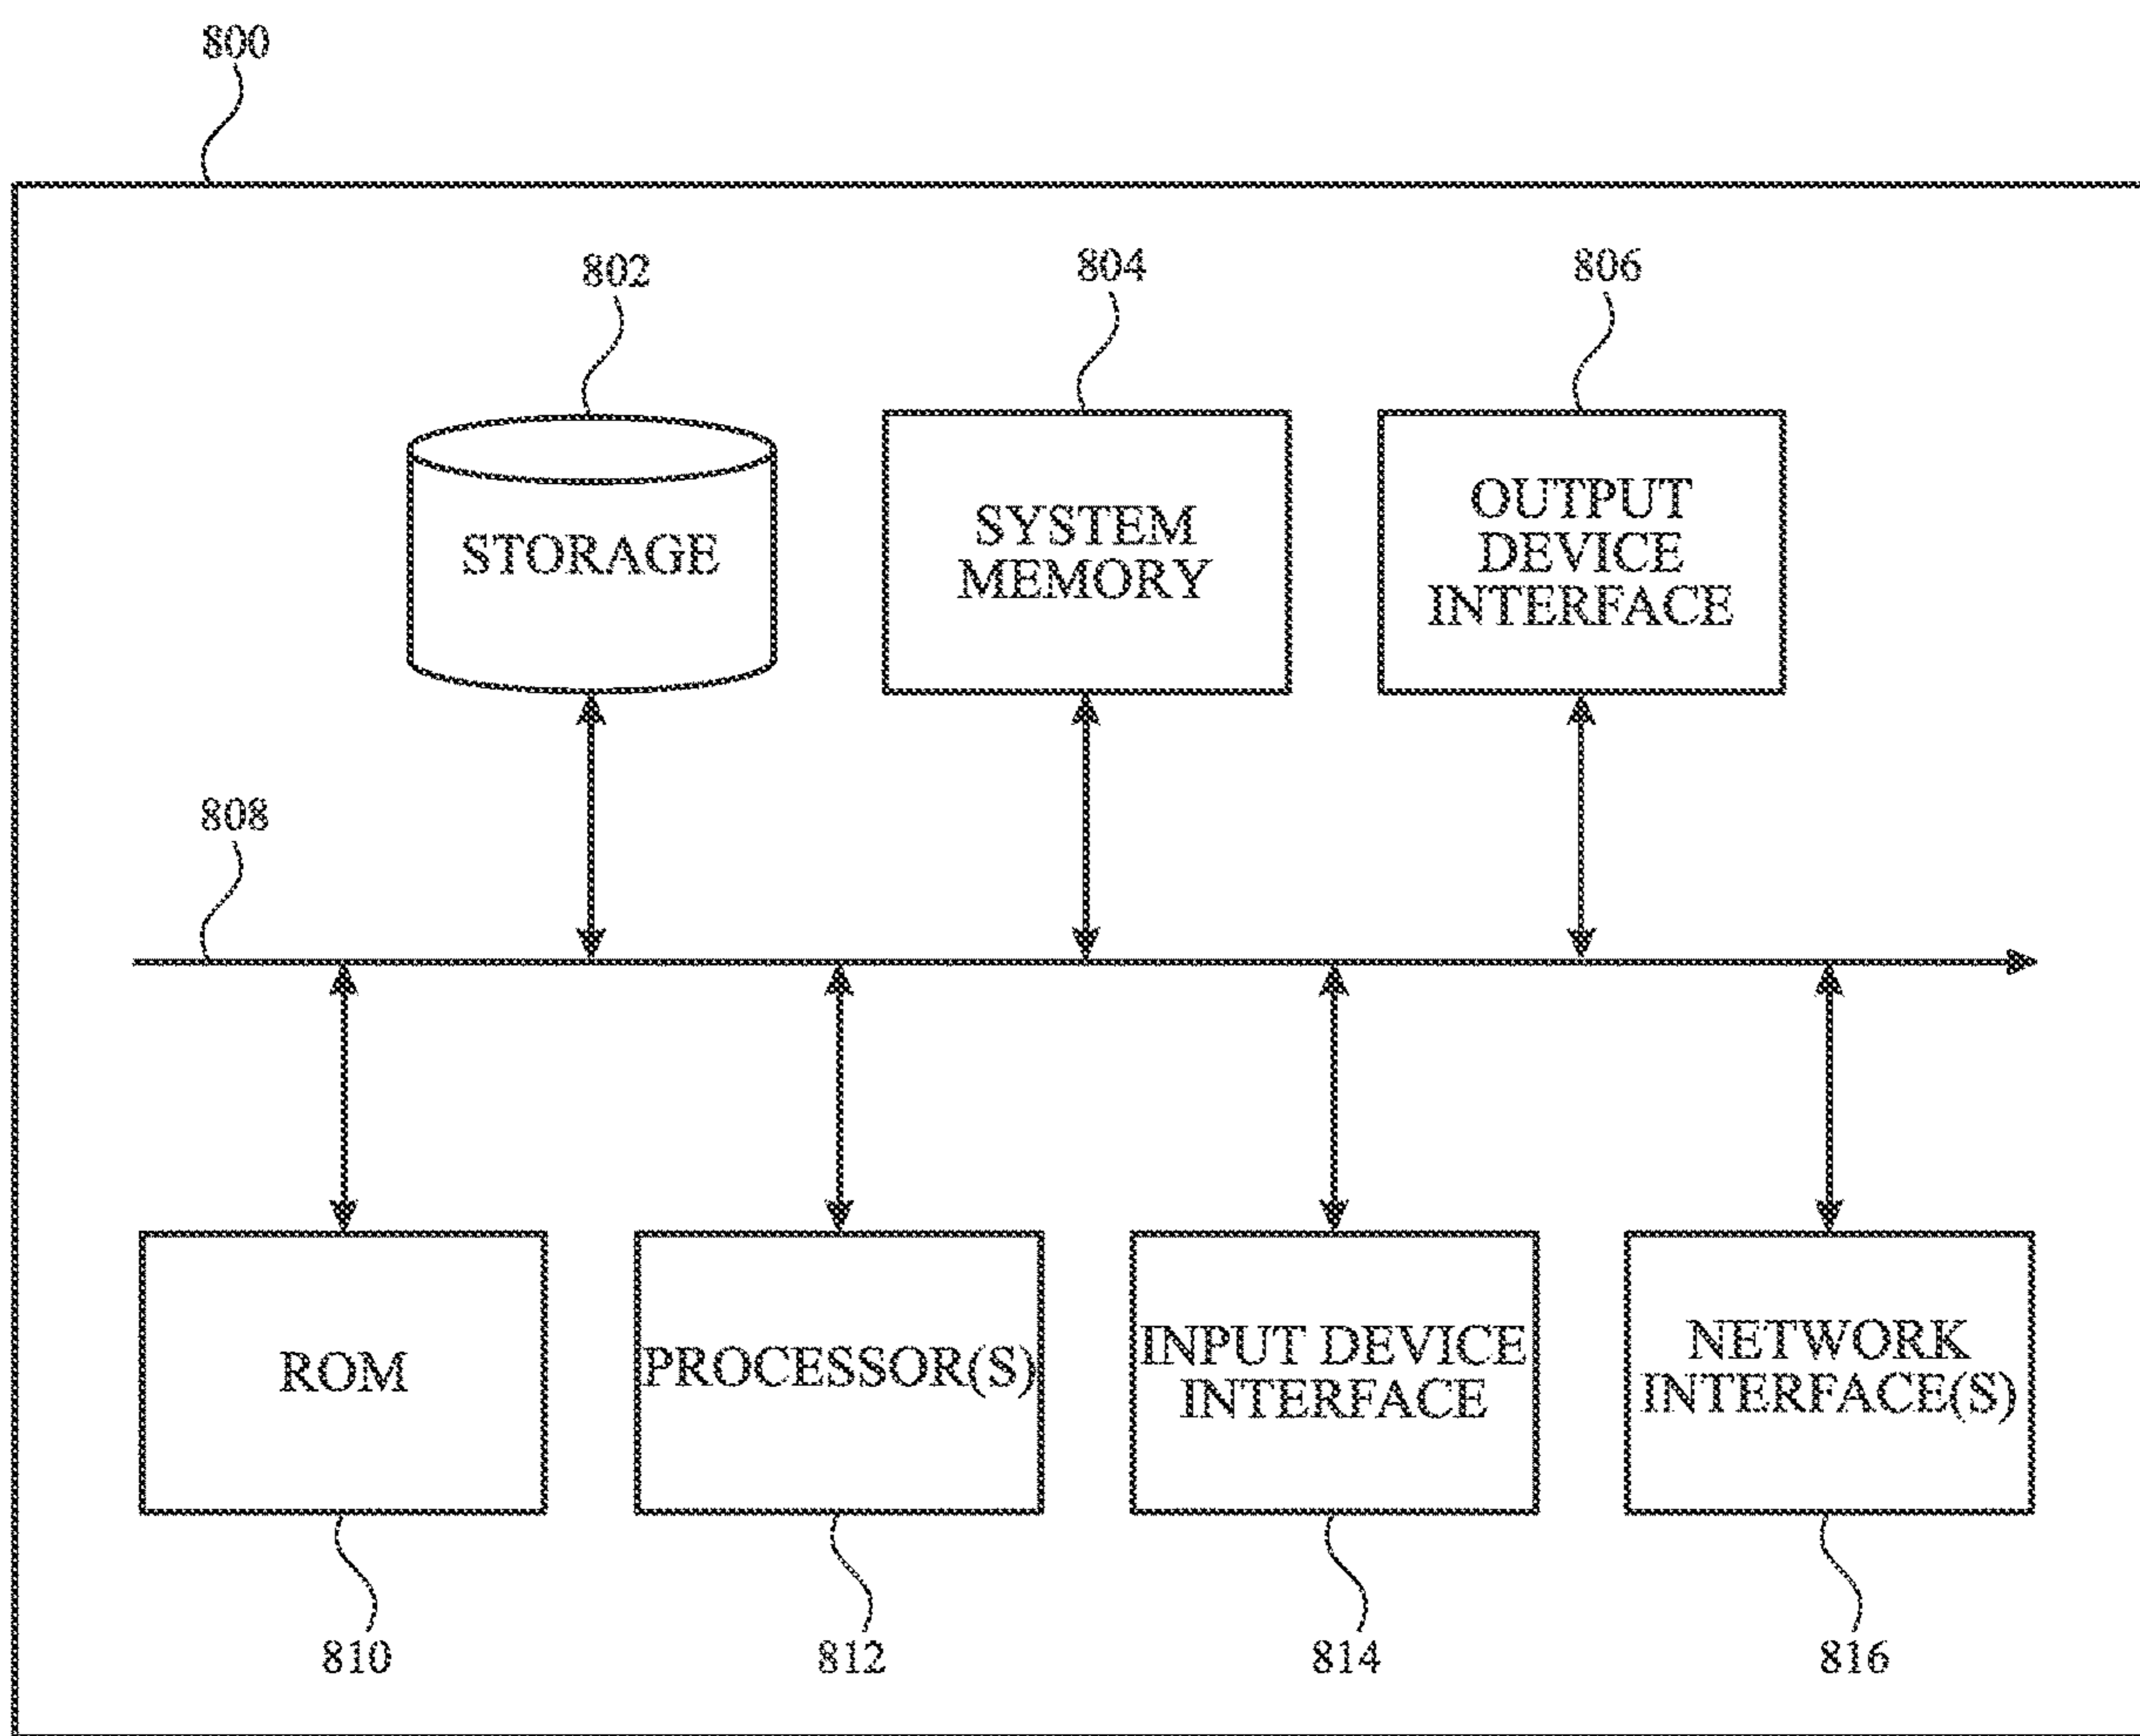 800
802
804
806
STORAGE
SYSTEM
MEMORY
OUTPUT
DEVICE
INTERFACE
808
ROM
PROCESSOR(S)
INPUT DEVICE
INTERFACE
NETWORK
INTERFACE(S)
810
812
814
816